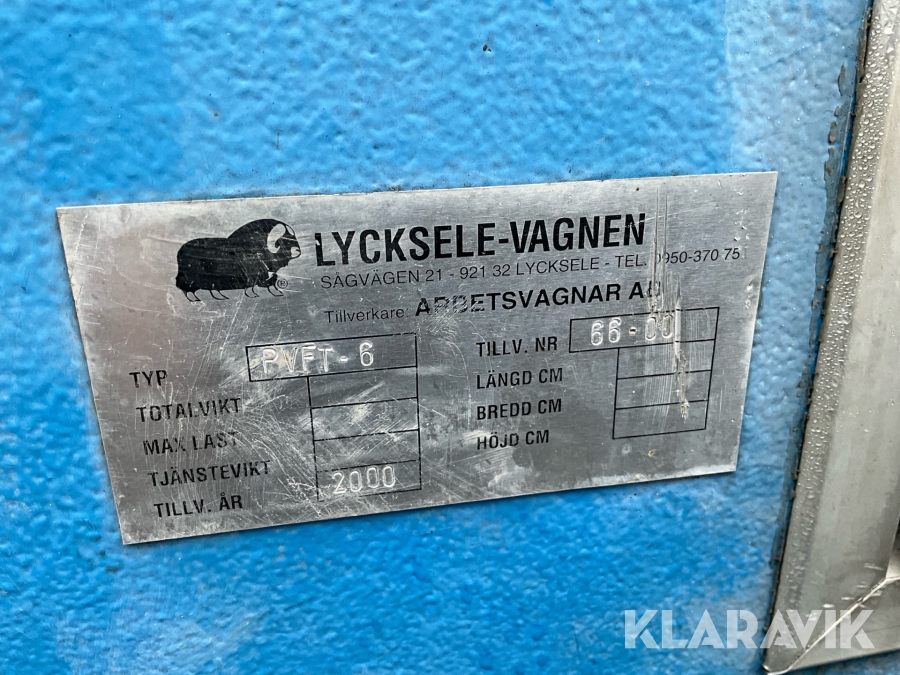 LYCKSELE-VAGNEN
SÅGVÄGEN 21 - 921 32 LYCKSELE - TEL. 0950-370 75
Tillverkare: ARBETSVAGNAR AB
TYP PVFT-6
TOTALVIKT
MAX LAST
TJÄNSTEVIKT
TILLV. ÅR 2000
TILLV. NR 66-00
LÄNGD CM
BREDD CM
HÖJD CM
KLARAVIK